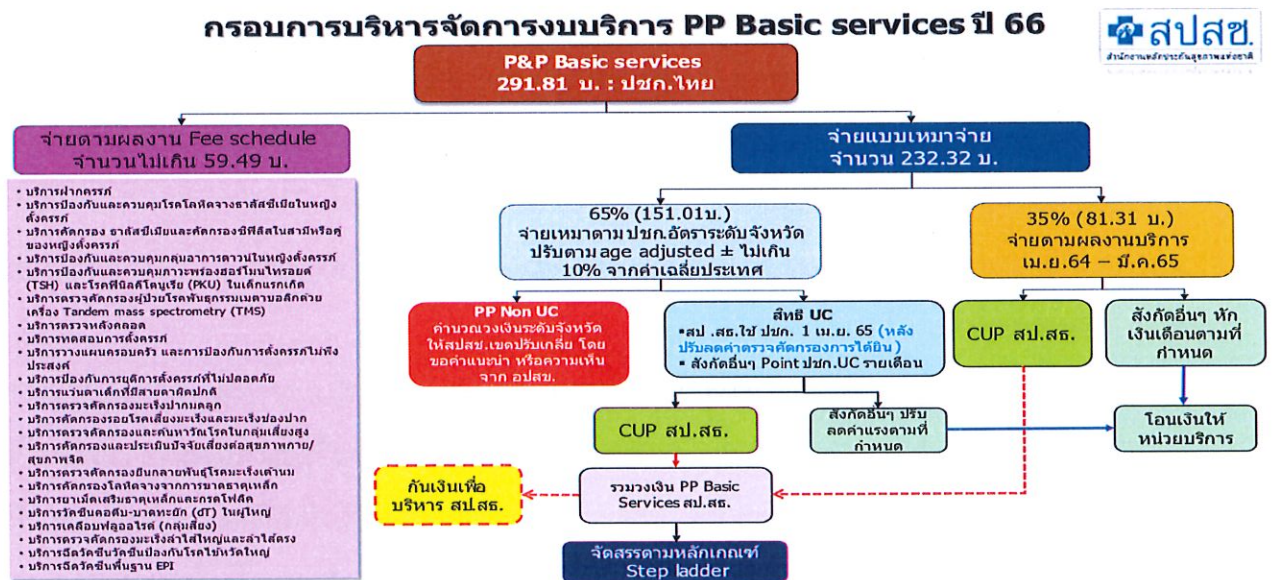 กรอบการบริหารจัดการงบบริการ PP Basic services ปี 66
สปสช.
สำนักงานหลักประกันสุขภาพแห่งชาติ
P&P Basic services
291.81 บ. : ปชก.ไทย
จ่ายตามผลงาน Fee schedule
จำนวนไม่เกิน 59.49 บ.
จ่ายแบบเหมาจ่าย
จำนวน 232.32 บ.
• บริการฝากครรภ์
• บริการป้องกันและควบคุมโรคโลหิตจางธาลัสซีเมียในหญิง
ตั้งครรภ์
• บริการคัดกรอง ธาลัสซีเมียและคัดกรองซิฟิลิสในสามีหรือคู่
ของหญิงตั้งครรภ์
• บริการป้องกันและควบคุมกลุ่มอาการดาวน์ในหญิงตั้งครรภ์
• บริการป้องกันและควบคุมภาวะพร่องฮอร์โมนไทรอยด์
(TSH) และโรคฟีนิลคีโตนูเรีย (PKU) ในเด็กแรกเกิด
• บริการตรวจคัดกรองผู้ป่วยโรคพันธุกรรมเมตาบอลิกด้วย
เครื่อง Tandem mass spectrometry (TMS)
• บริการตรวจหลังคลอด
• บริการทดสอบการตั้งครรภ์
• บริการวางแผนครอบครัว และการป้องกันการตั้งครรภ์ไม่พึง
ประสงค์
• บริการป้องกันการยุติการตั้งครรภ์ที่ไม่ปลอดภัย
• บริการแว่นตาเด็กที่มีสายตาผิดปกติ
• บริการตรวจคัดกรองมะเร็งปากมดลูก
• บริการคัดกรองรอยโรคเสี่ยงมะเร็งและมะเร็งช่องปาก
• บริการตรวจคัดกรองและค้นหาวัณโรคในกลุ่มเสี่ยงสูง
• บริการคัดกรองและประเมินปัจจัยเสี่ยงต่อสุขภาพกาย/
สุขภาพจิต
• บริการตรวจคัดกรองยีนกลายพันธุ์โรคมะเร็งเต้านม
• บริการคัดกรองโลหิตจางจากการขาดธาตุเหล็ก
• บริการยาเม็ดเสริมธาตุเหล็กและกรดโฟลิค
• บริการวัคซีนคอตีบ-บาดทะยัก (dT) ในผู้ใหญ่
• บริการเคลือบฟลูออไรด์ (กลุ่มเสี่ยง)
• บริการตรวจคัดกรองมะเร็งลำไส้ใหญ่และลำไส้ตรง
• บริการฉีดวัคซีนวัคซีนป้องกันโรคไข้หวัดใหญ่
• บริการฉีดวัคซีนพื้นฐาน EPI
65% (151.01บ.)
จ่ายเหมาตามปชก.อัตราระดับจังหวัด
ปรับตาม age adjusted ± ไม่เกิน
10% จากค่าเฉลี่ยประเทศ
35% (81.31 บ.)
จ่ายตามผลงานบริการ
เม.ย.64 – มี.ค.65
PP Non UC
คำนวณวงเงินระดับจังหวัด
ให้สปสช.เขตปรับเกลี่ย โดย
ขอคำแนะนำ หรือความเห็น
จาก อปสข.
สิทธิ UC
▪สป .สธ.ใช้ ปชก. 1 เม.ย. 65 (หลัง
ปรับลดค่าตรวจคัดกรองการได้ยิน )
▪ สังกัดอื่นๆ Point ปชก.UC รายเดือน
CUP สป.สธ.
สังกัดอื่นๆ หัก
เงินเดือนตามที่
กำหนด
CUP สป.สธ.
สังกัดอื่นๆ ปรับ
ลดค่าแรงตามที่
กำหนด
โอนเงินให้
หน่วยบริการ
กันเงินเพื่อ
บริหาร สป.สธ.
รวมวงเงิน PP Basic
Services สป.สธ.
จัดสรรตามหลักเกณฑ์
Step ladder